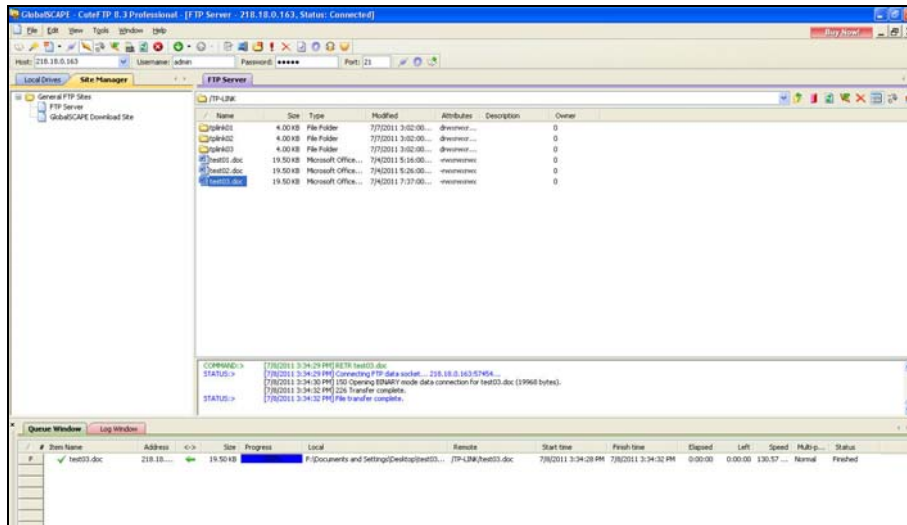 GlobalSCAPE - CuteFTP 8.3 Professional - [FTP Server - 218.18.0.163, Status: Connected]
File Edit View Tools Window Help
Buy Now!
Host: 218.18.0.163 Username: admin Password: ●●●●● Port: 21
Local Drives Site Manager FTP Server
General FTP Sites
FTP Server
GlobalSCAPE Download Site
/TP-LINK
Name Size Type Modified Attributes Description Owner
tplink01 4.00 KB File Folder 7/7/2011 3:02:00... 0
tplink02 4.00 KB File Folder 7/7/2011 3:02:00... 0
tplink03 4.00 KB File Folder 7/7/2011 3:02:00... 0
test01.doc 19.50 KB Microsoft Office... 7/4/2011 5:16:00... 0
test02.doc 19.50 KB Microsoft Office... 7/4/2011 5:26:00... 0
test03.doc 19.50 KB Microsoft Office... 7/4/2011 7:37:00... 0
COMMAND:> [7/8/2011 3:34:29 PM] RETR test03.doc
STATUS:> [7/8/2011 3:34:29 PM] Connecting FTP data socket... 218.18.0.163:57454...
[7/8/2011 3:34:30 PM] 150 Opening BINARY mode data connection for test03.doc (19968 bytes).
[7/8/2011 3:34:32 PM] 226 Transfer complete.
STATUS:> [7/8/2011 3:34:32 PM] File transfer complete.
Queue Window Log Window
/ # Item Name Address <-> Size Progress Local Remote Start time Finish time Elapsed Left Speed Multi-p... Status
test03.doc 218.18.... 19.50 KB F:\Documents and Settings\Desktop\test03... /TP-LINK/test03.doc 7/8/2011 3:34:28 PM 7/8/2011 3:34:32 PM 0:00:00 0:00:00 130.57 ... Normal Finished